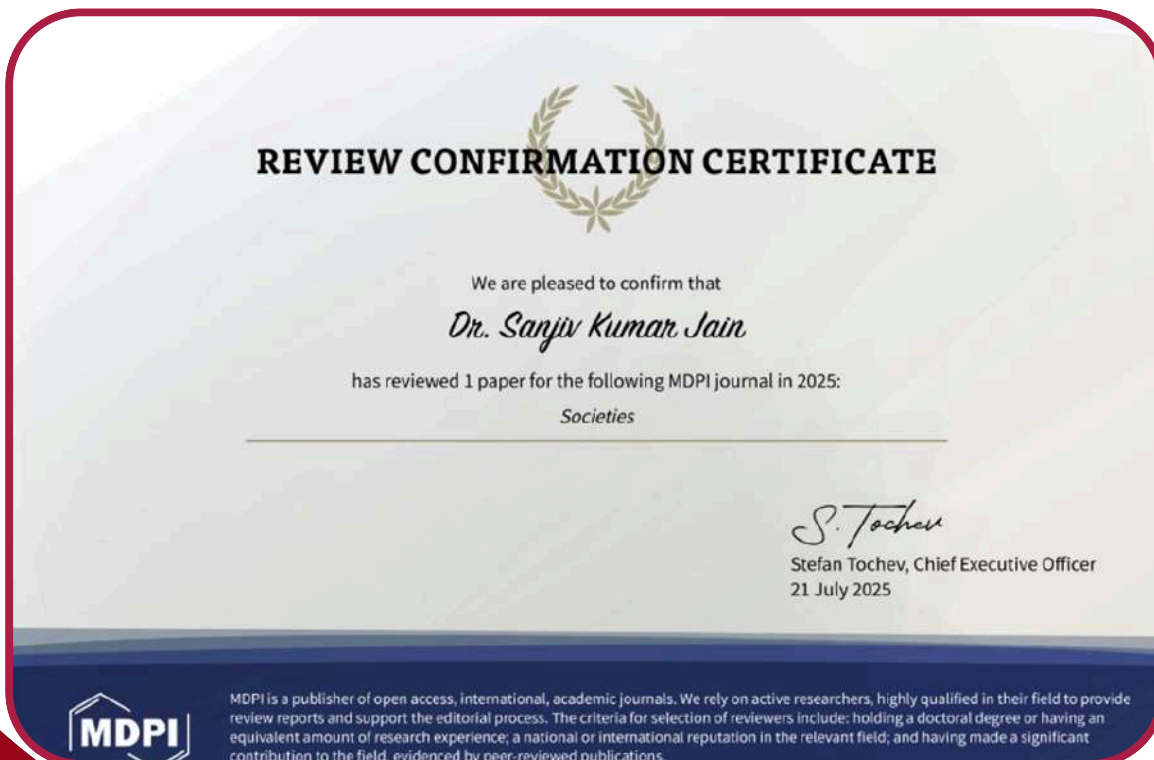 REVIEW CONFIRMATION CERTIFICATE
We are pleased to confirm that
Dr. Sanjiv Kumar Jain
has reviewed 1 paper for the following MDPI journal in 2025:
Societies
S. Tochev
Stefan Tochev, Chief Executive Officer
21 July 2025
MDPI
MDPI is a publisher of open access, international, academic journals. We rely on active researchers, highly qualified in their field to provide
review reports and support the editorial process. The criteria for selection of reviewers include: holding a doctoral degree or having an
equivalent amount of research experience; a national or international reputation in the relevant field; and having made a significant
contribution to the field, evidenced by peer-reviewed publications.